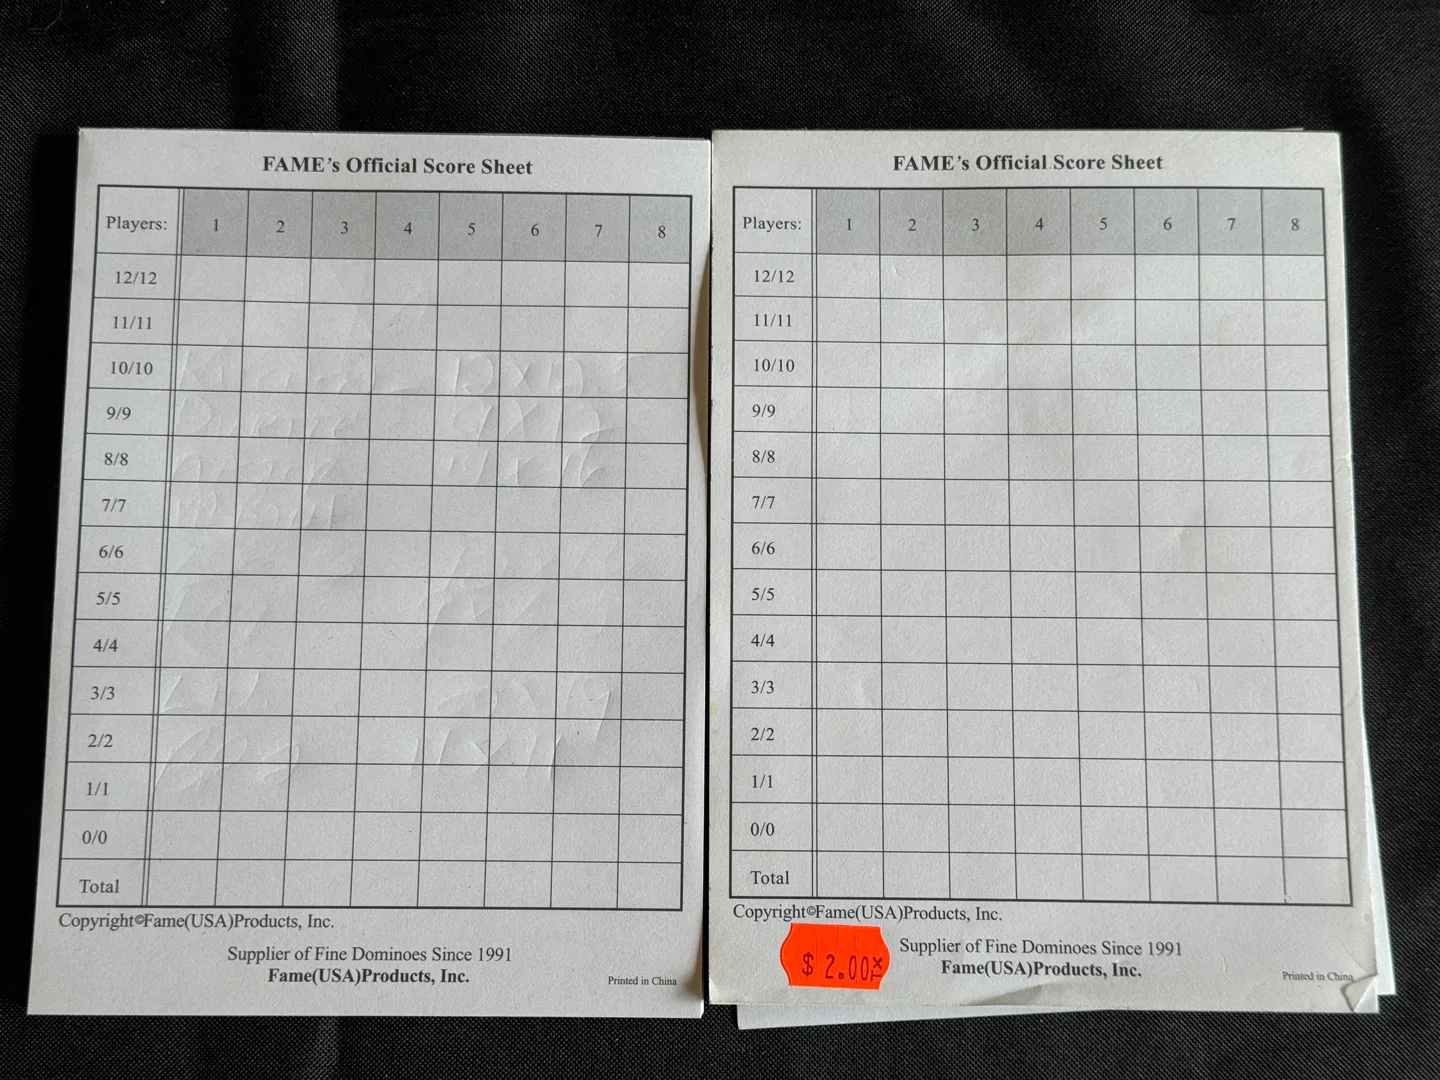 FAME's Official Score Sheet
Players: 1 2 3 4 5 6 7 8
12/12
11/11
10/10
9/9
8/8
7/7
6/6
5/5
4/4
3/3
2/2
1/1
0/0
Total
Copyright©Fame(USA)Products, Inc.
Supplier of Fine Dominoes Since 1991
Fame(USA)Products, Inc.
Printed in China
FAME's Official Score Sheet
Players: 1 2 3 4 5 6 7 8
12/12
11/11
10/10
9/9
8/8
7/7
6/6
5/5
4/4
3/3
2/2
1/1
0/0
Total
Copyright©Fame(USA)Products, Inc.
$ 2.00
Supplier of Fine Dominoes Since 1991
Fame(USA)Products, Inc.
Printed in China